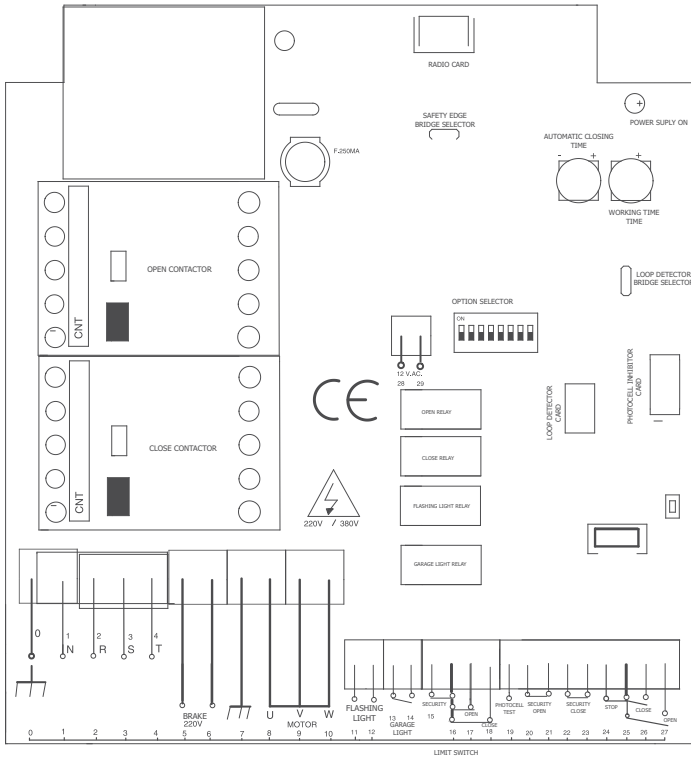 RADIO CARD
SAFETY EDGE
BRIDGE SELECTOR
POWER SUPLY ON
F.250MA
AUTOMATIC CLOSING
TIME
- +
- +
WORKING TIME
TIME
LOOP DETECTOR
BRIDGE SELECTOR
CNT
OPEN CONTACTOR
OPTION SELECTOR
ON
12 V.AC.
28 29
CE
OPEN RELAY
LOOP DETECTOR
CARD
PHOTOCELL INHIBITOR
CARD
CNT
CLOSE CONTACTOR
CLOSE RELAY
FLASHING LIGHT RELAY
220V / 380V
GARAGE LIGHT RELAY
0
1 2 3 4
N R S T
BRAKE
220V
U V W
MOTOR
FLASHING
LIGHT
GARAGE
LIGHT
SECURITY
OPEN
CLOSE
PHOTOCELL
TEST
SECURITY
OPEN
SECURITY
CLOSE
STOP
CLOSE
OPEN
0 1 2 3 4 5 6 7 8 9 10 11 12 13 14 15 16 17 18 19 20 21 22 23 24 25 26 27
LIMIT SWITCH